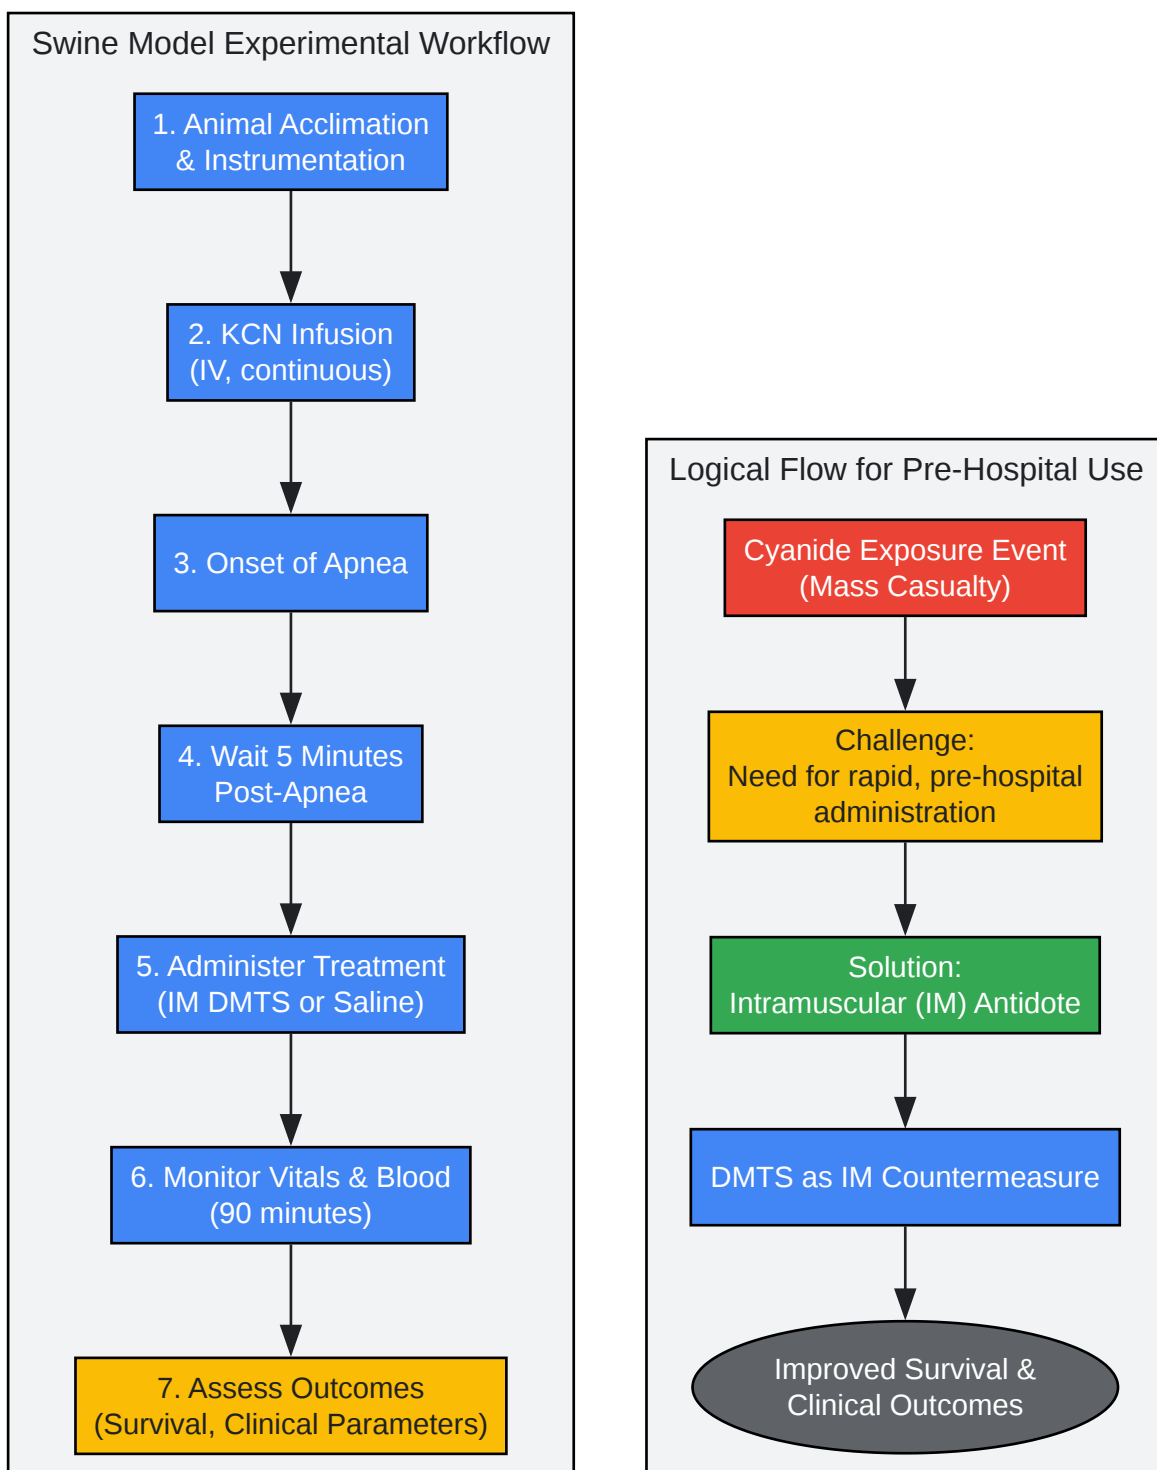 Swine Model Experimental Workflow
1. Animal Acclimation
& Instrumentation
2. KCN Infusion
(IV, continuous)
3. Onset of Apnea
4. Wait 5 Minutes
Post-Apnea
5. Administer Treatment
(IM DMTS or Saline)
6. Monitor Vitals & Blood
(90 minutes)
7. Assess Outcomes
(Survival, Clinical Parameters)
Logical Flow for Pre-Hospital Use
Cyanide Exposure Event
(Mass Casualty)
Challenge:
Need for rapid, pre-hospital
administration
Solution:
Intramuscular (IM) Antidote
DMTS as IM Countermeasure
Improved Survival &
Clinical Outcomes